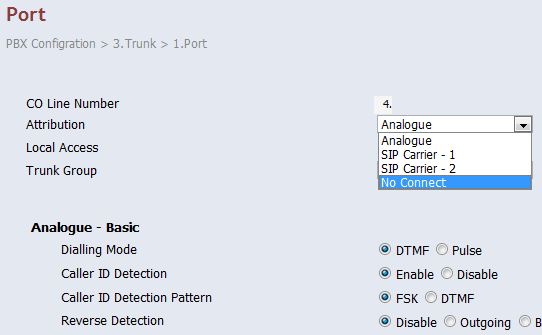 Port
PBX Configration > 3.Trunk > 1.Port
CO Line Number 4.
Attribution Analogue
Analogue
Local Access SIP Carrier - 1
SIP Carrier - 2
Trunk Group No Connect
Analogue - Basic
Dialling Mode DTMF Pulse
Caller ID Detection Enable Disable
Caller ID Detection Pattern FSK DTMF
Reverse Detection Disable Outgoing B